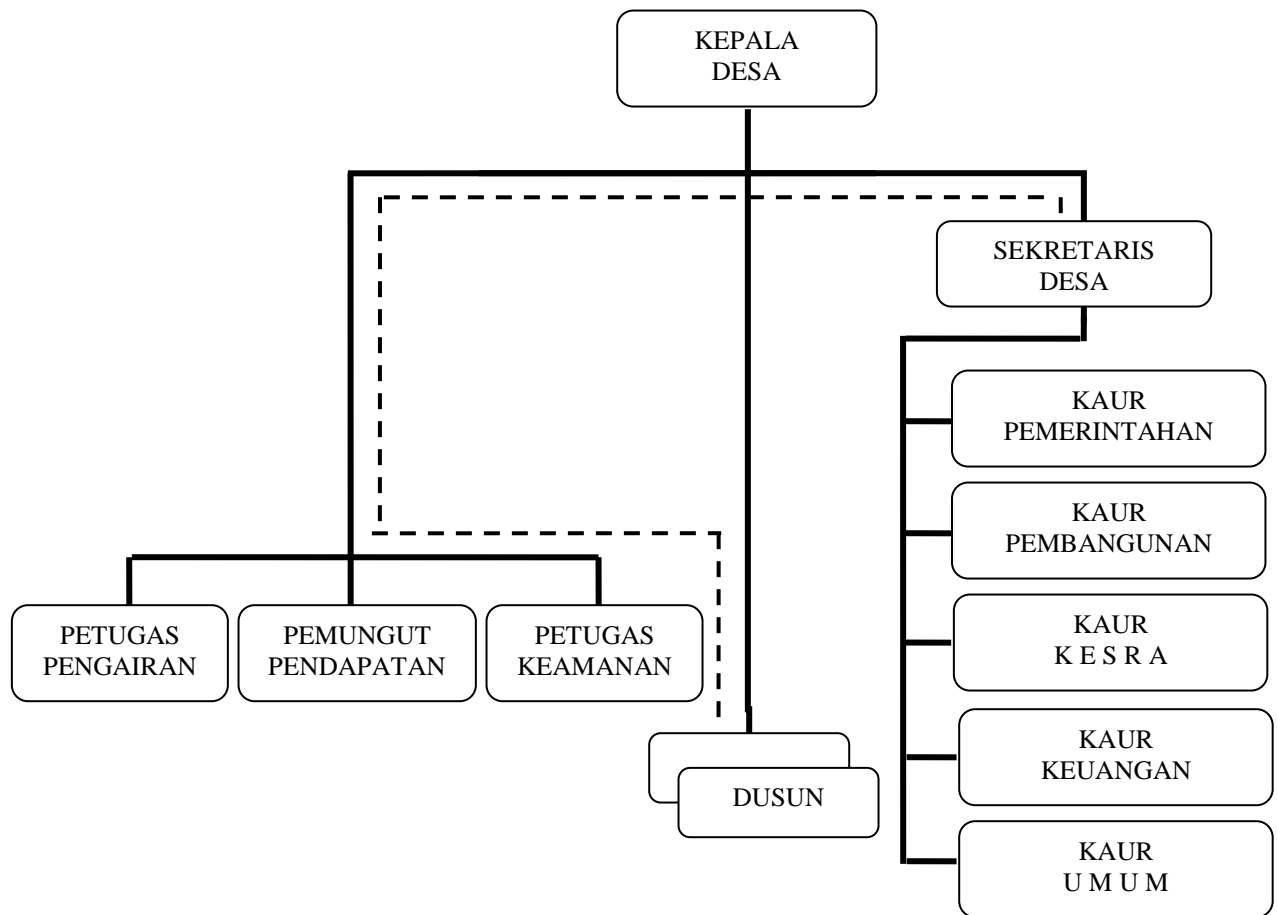 KEPALA
DESA
SEKRETARIS
DESA
KAUR
PEMERINTAHAN
KAUR
PEMBANGUNAN
KAUR
K E S R A
KAUR
KEUANGAN
KAUR
U M U M
PETUGAS
PENGAIRAN
PEMUNGUT
PENDAPATAN
PETUGAS
KEAMANAN
DUSUN